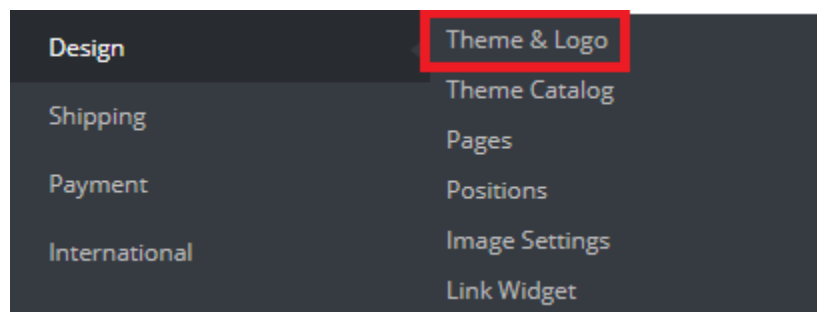 Design
Shipping
Payment
International
Theme & Logo
Theme Catalog
Pages
Positions
Image Settings
Link Widget